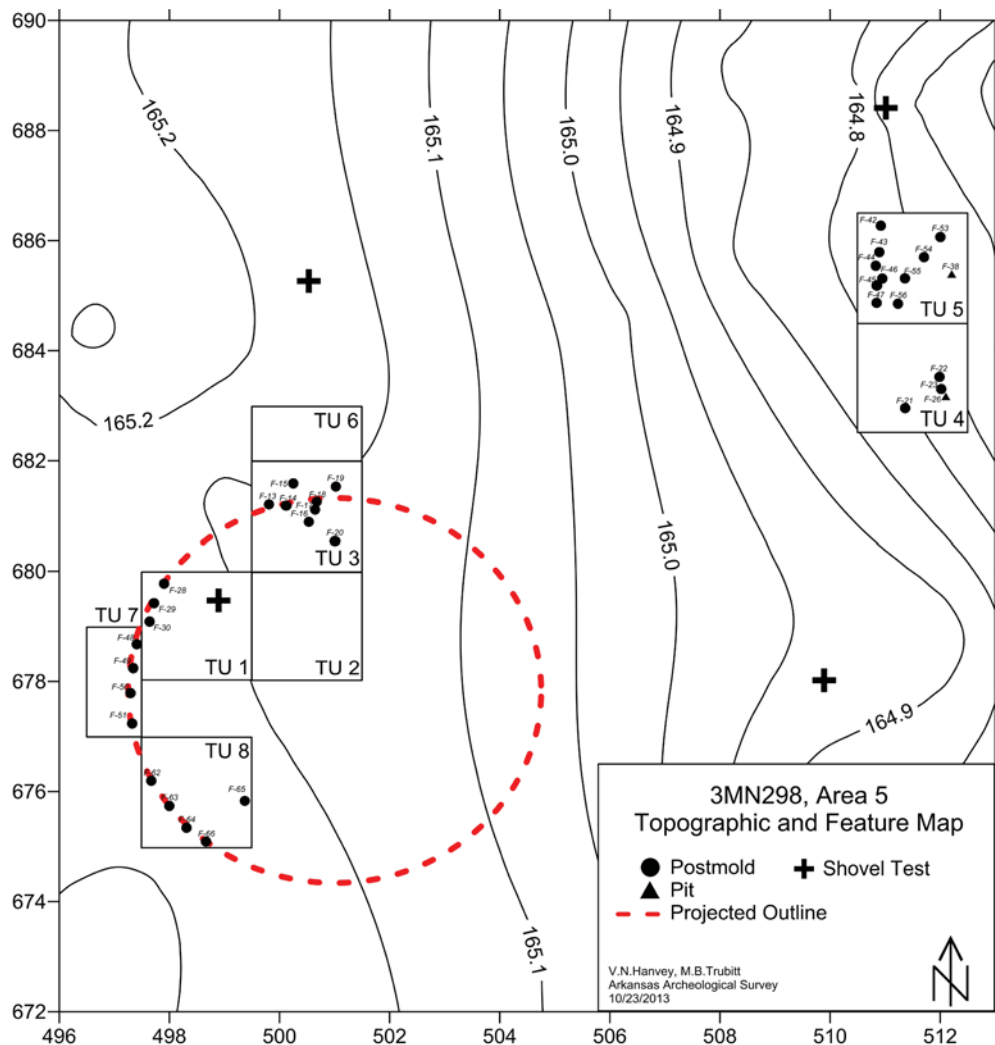 690
688
686
684
682
680
678
676
674
672
496
498
500
502
504
506
508
510
512
165.2
165.1
165.0
164.9
164.8
165.2
165.0
164.9
165.1
F-42
F-43
F-44
F-46
F-45
F-47
F-53
F-54
F-55
F-56
F-38
TU 5
F-22
F-23
F-26
F-21
TU 4
TU 6
F-15
F-19
F-13
F-14
F-18
F-16
F-20
TU 3
F-28
F-29
F-30
TU 7
TU 1
TU 2
F-48
F-51
TU 8
F-63
F-64
F-65
F-66
3MN298, Area 5
Topographic and Feature Map
Postmold
Shovel Test
Pit
Projected Outline
V.N.Hanvey, M.B.Trubitt
Arkansas Archeological Survey
10/23/2013
N